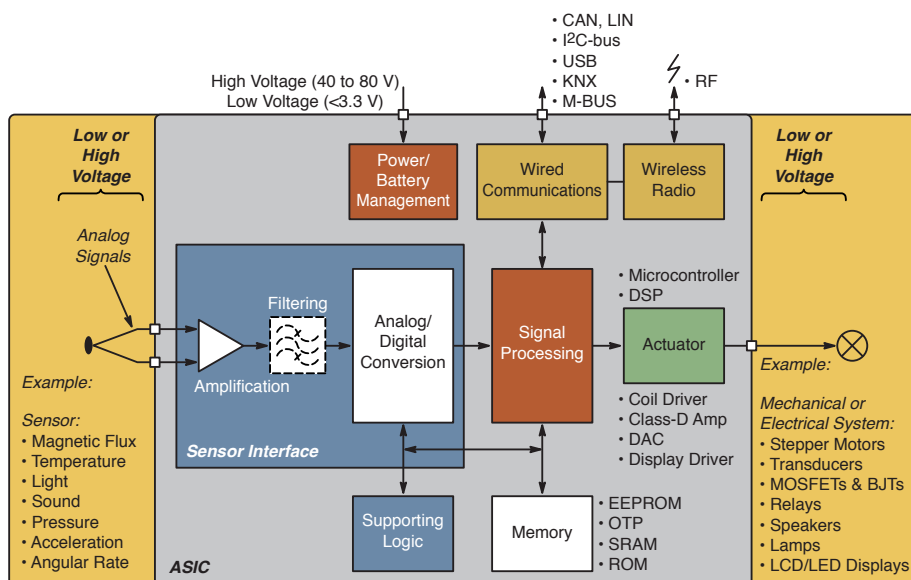 • CAN, LIN
• I²C-bus
• USB
• KNX
• M-BUS
• RF
High Voltage (40 to 80 V)
Low Voltage (<3.3 V)
Low or
High
Voltage
Power/
Battery
Management
Wired
Communications
Wireless
Radio
Low or
High
Voltage
Analog
Signals
Amplification
Filtering
Analog/
Digital
Conversion
Sensor Interface
Signal
Processing
• Microcontroller
• DSP
Actuator
• Coil Driver
• Class-D Amp
• DAC
• Display Driver
Example:
Sensor:
• Magnetic Flux
• Temperature
• Light
• Sound
• Pressure
• Acceleration
• Angular Rate
Supporting
Logic
Memory
• EEPROM
• OTP
• SRAM
• ROM
ASIC
Example:
Mechanical or
Electrical System:
• Stepper Motors
• Transducers
• MOSFETs & BJTs
• Relays
• Speakers
• Lamps
• LCD/LED Displays